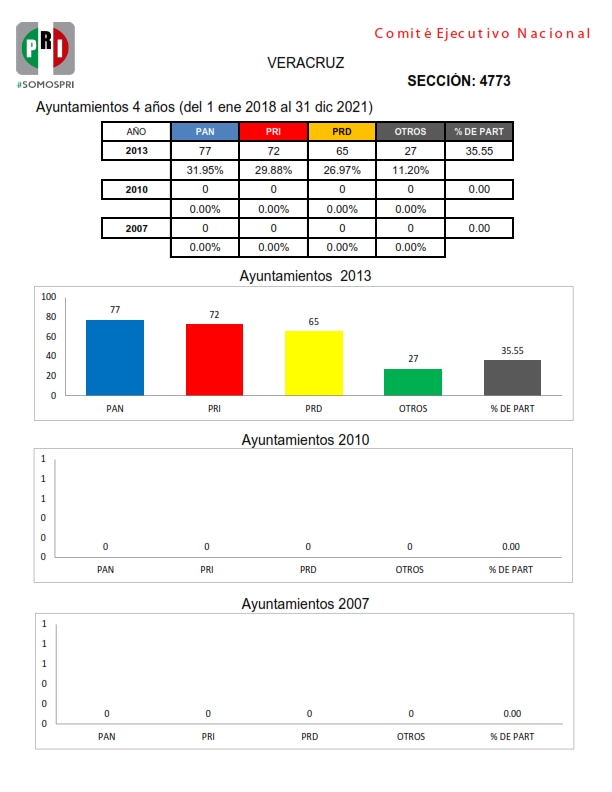 Comité Ejecutivo Nacional
PRI
#SOMOSPRI
VERACRUZ
SECCIÓN: 4773
Ayuntamientos 4 años (del 1 ene 2018 al 31 dic 2021)
AÑO PAN PRI PRD OTROS % DE PART
2013 77 72 65 27 35.55
31.95% 29.88% 26.97% 11.20%
2010 0 0 0 0 0.00
0.00% 0.00% 0.00% 0.00%
2007 0 0 0 0 0.00
0.00% 0.00% 0.00% 0.00%
Ayuntamientos 2013
100
80
60
40
20
0
77 72 65 27 35.55
PAN PRI PRD OTROS % DE PART
Ayuntamientos 2010
1
1
1
0
0
0
0 0 0 0 0.00
PAN PRI PRD OTROS % DE PART
Ayuntamientos 2007
1
1
1
0
0
0
0 0 0 0 0.00
PAN PRI PRD OTROS % DE PART